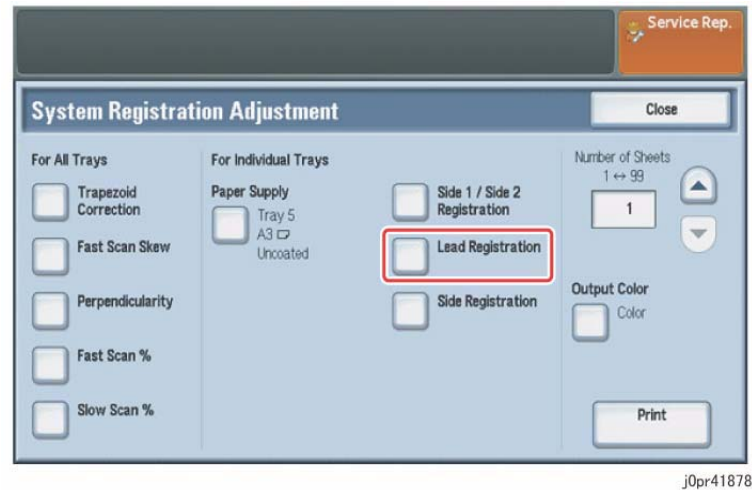 Service Rep.
System Registration Adjustment
Close
For All Trays
Trapezoid
Correction
Fast Scan Skew
Perpendicularity
Fast Scan %
Slow Scan %
For Individual Trays
Paper Supply
Tray 5
A3
Uncoated
Side 1 / Side 2
Registration
Lead Registration
Side Registration
Number of Sheets
1 ↔ 99
1
Output Color
Color
Print
j0pr41878